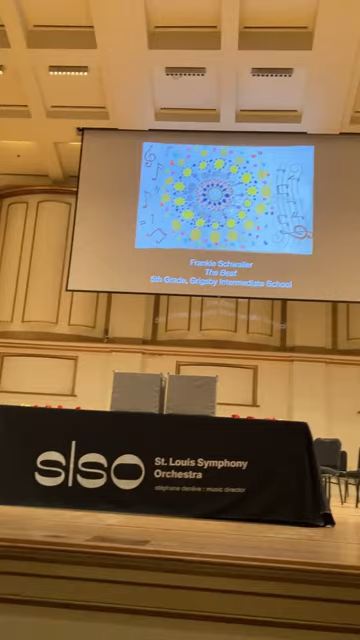 Frankie Schwaller
The Beat
5th Grade, Grigsby Intermediate School
slso
St. Louis Symphony
Orchestra
stéphane denève : music director